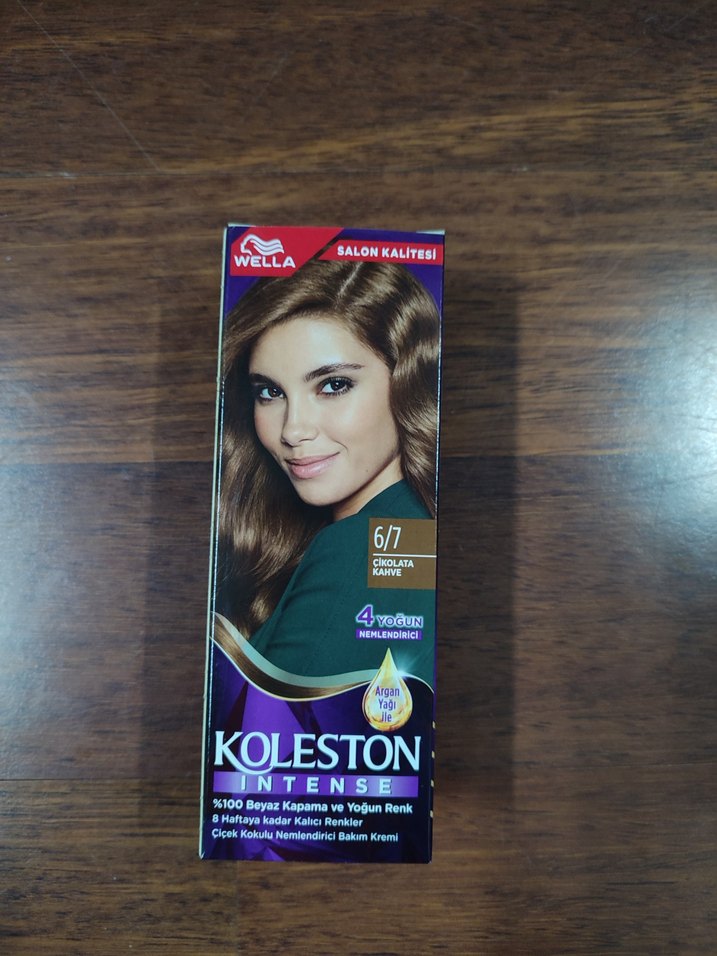 WELLA
SALON KALİTESİ
6/7
ÇİKOLATA
KAHVE
4 YOĞUN
NEMLENDİRİCİ
Argan
Yağı
İle
KOLESTON
INTENSE
%100 Beyaz Kapama ve Yoğun Renk
8 Haftaya kadar Kalıcı Renkler
Çiçek Kokulu Nemlendirici Bakım Kremi